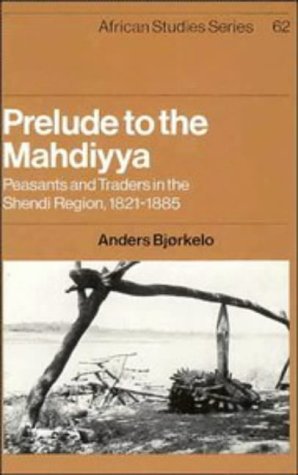 African Studies Series 62
Prelude to the
Mahdiyya
Peasants and Traders in the
Shendi Region, 1821-1885
Anders Bjørkelo